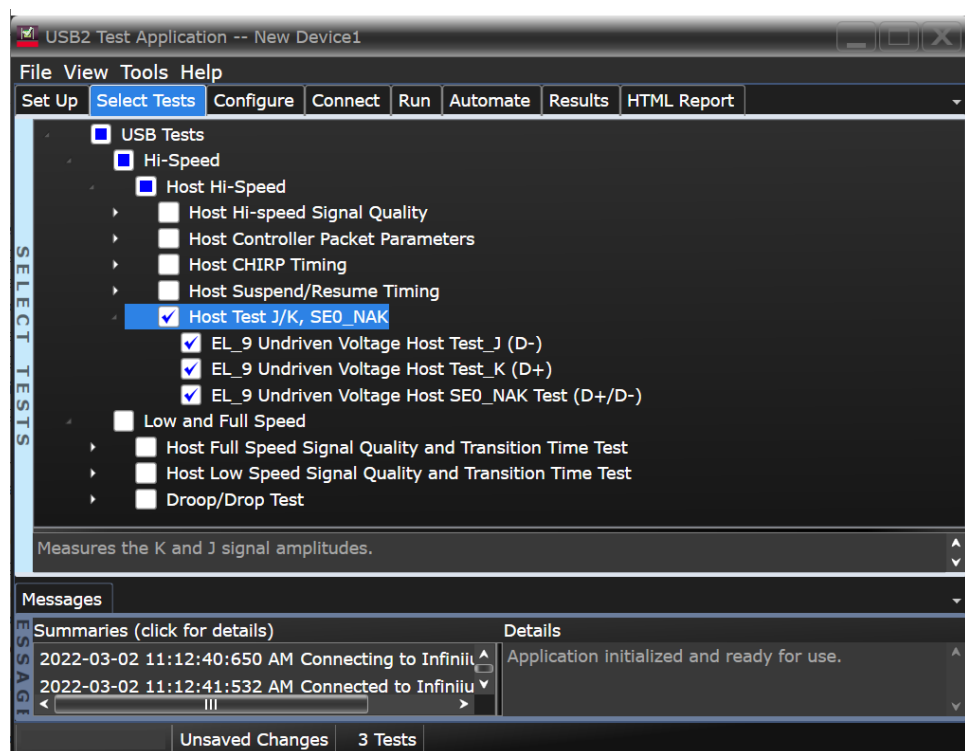 USB2 Test Application -- New Device1
File View Tools Help
Set Up Select Tests Configure Connect Run Automate Results HTML Report
SELECT TESTS
USB Tests
Hi-Speed
Host Hi-Speed
Host Hi-speed Signal Quality
Host Controller Packet Parameters
Host CHIRP Timing
Host Suspend/Resume Timing
Host Test J/K, SE0_NAK
EL_9 Undriven Voltage Host Test_J (D-)
EL_9 Undriven Voltage Host Test_K (D+)
EL_9 Undriven Voltage Host SE0_NAK Test (D+/D-)
Low and Full Speed
Host Full Speed Signal Quality and Transition Time Test
Host Low Speed Signal Quality and Transition Time Test
Droop/Drop Test
Measures the K and J signal amplitudes.
Messages
Summaries (click for details) Details
2022-03-02 11:12:40:650 AM Connecting to Application initialized and ready for use.
2022-03-02 11:12:41:532 AM Connected to
Unsaved Changes 3 Tests